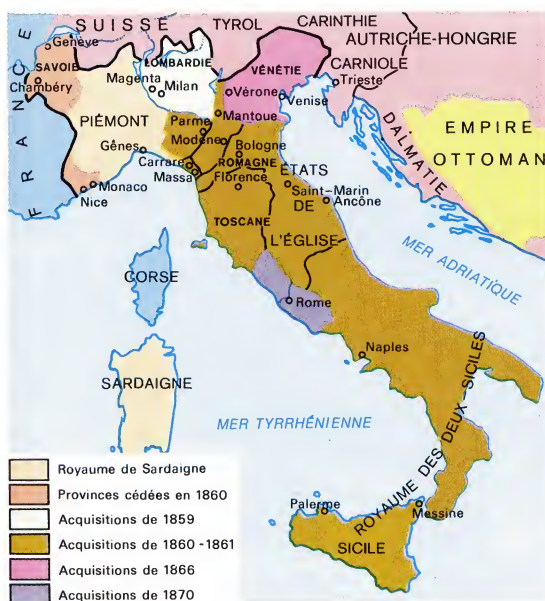 SUISSE
TYROL
CARINTHIE
AUTRICHE-HONGRIE
FRANCE
Genève
SAVOIE
Chambéry
LOMBARDIE
Magenta
Milan
VÉNÉTIE
Vérone
Venise
CARNIOLE
Trieste
Mantoue
PIÉMONT
Parme
Modène
Bologne
DALMATIE
EMPIRE
OTTOMAN
Gênes
Carrare
Massa
ROMAGNE
Florence
ÉTATS
Saint-Marin
DE
Ancône
L'ÉGLISE
Monaco
Nice
TOSCANE
MER ADRIATIQUE
CORSE
Rome
Naples
SARDAIGNE
MER TYRRHÉNIENNE
ROYAUME DES DEUX-SICILES
Palerme
Messine
SICILE
Royaume de Sardaigne
Provinces cédées en 1860
Acquisitions de 1859
Acquisitions de 1860-1861
Acquisitions de 1866
Acquisitions de 1870